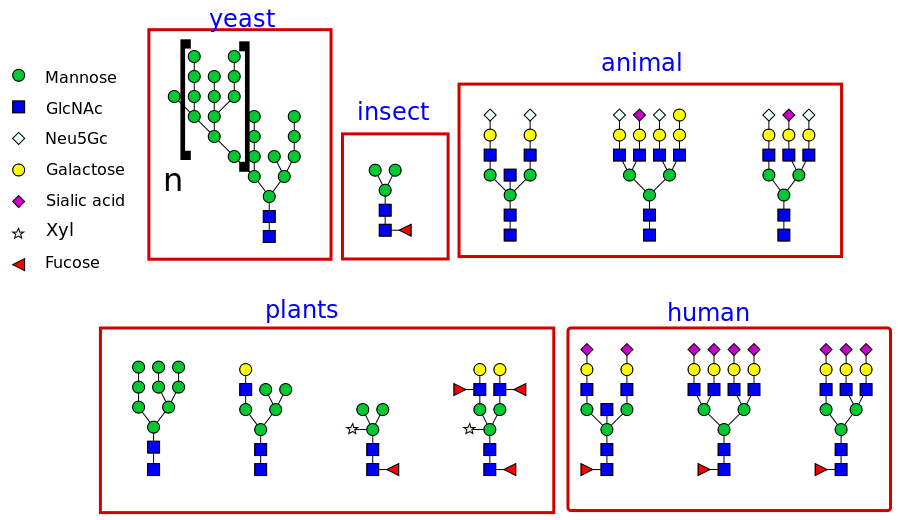 yeast
animal
insect
Mannose
GlcNAc
Neu5Gc
Galactose
Sialic acid
Xyl
Fucose
n
plants
human